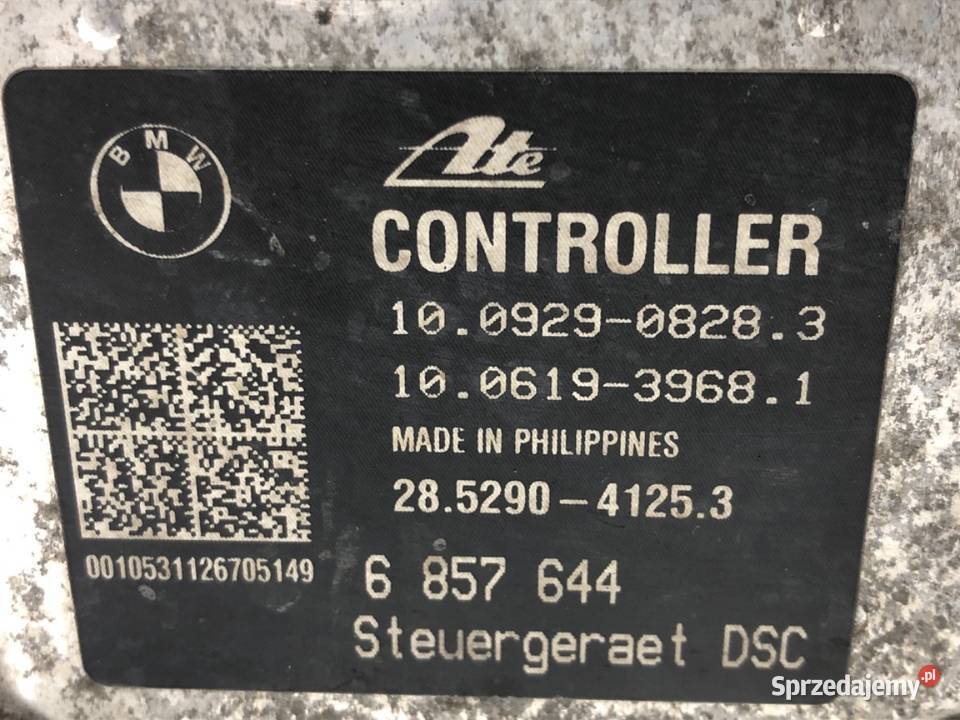 BMW
Ate
CONTROLLER
10.0929-0828.3
10.0619-3968.1
MADE IN PHILIPPINES
28.5290-4125.3
0010531126705149
6 857 644
Steuergeraet DSC
Sprzedajemy.pl